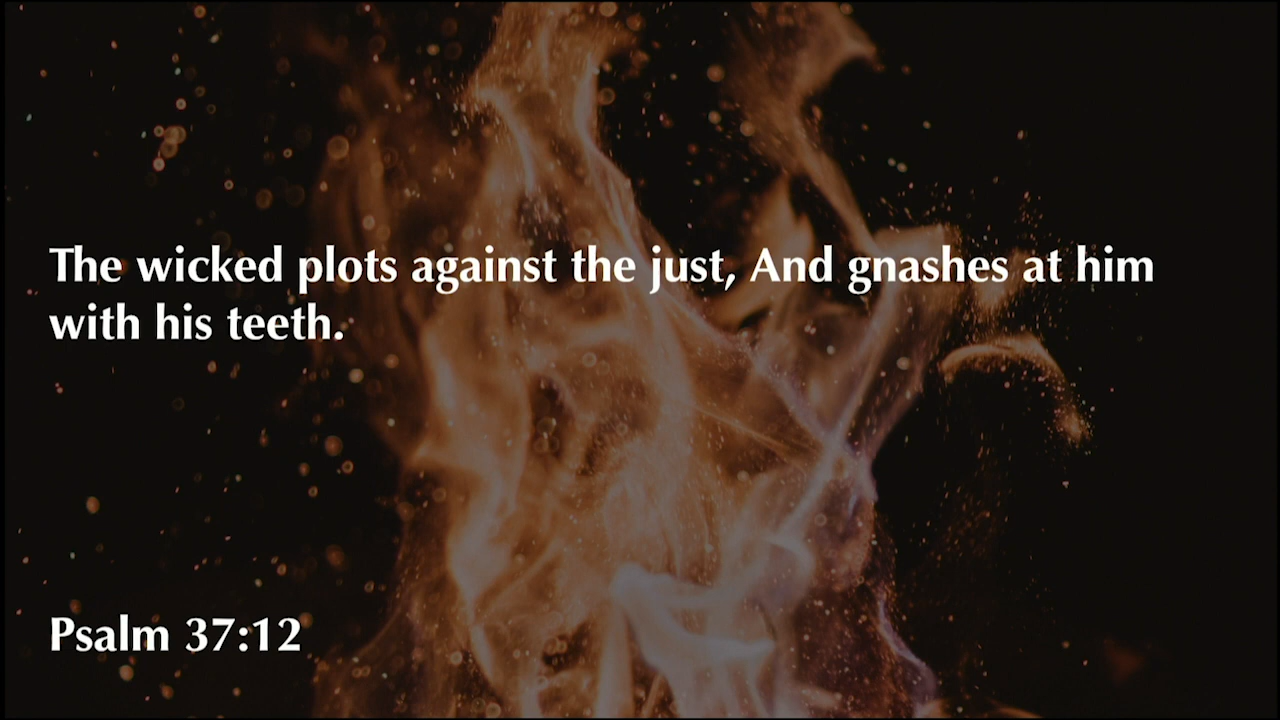 The wicked plots against the just, And gnashes at him
with his teeth.
Psalm 37:12